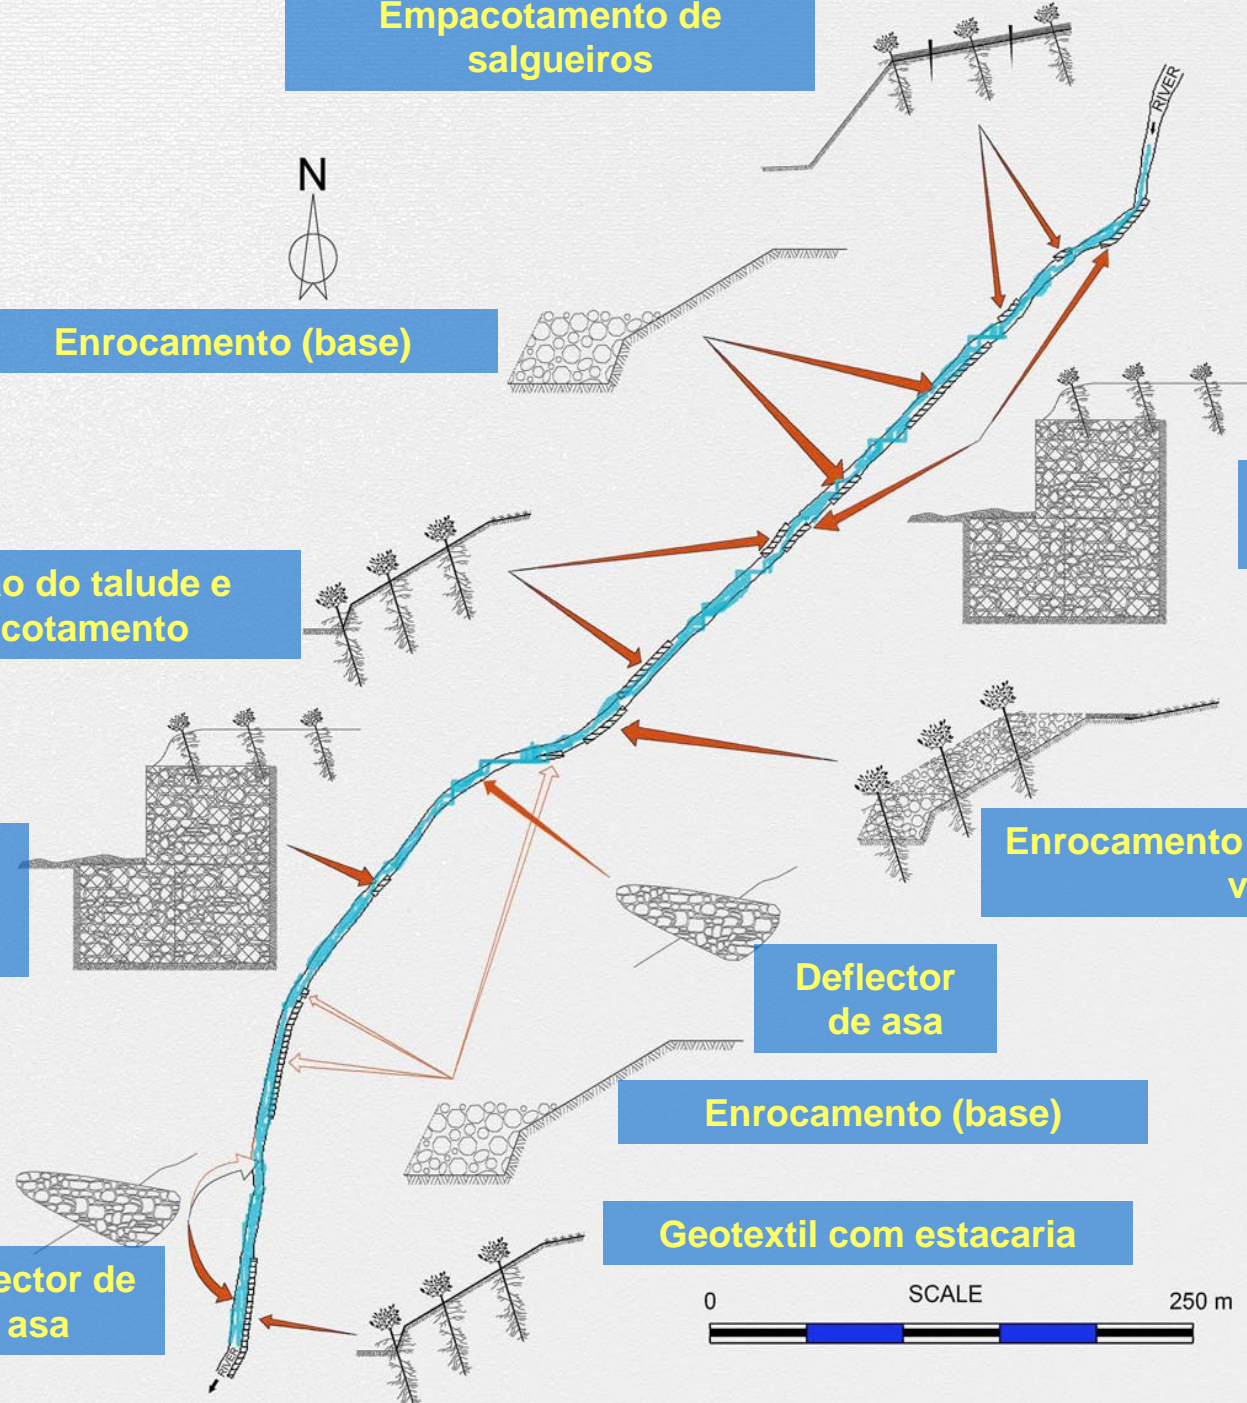 Empacotamento de
salgueiros
RIVER
N
Enrocamento (base)
o do talude e
cotamento
Enrocamento
v
Deflector
de asa
Enrocamento (base)
Geotextil com estacaria
ector de
asa
SCALE
0
250 m
RIVER